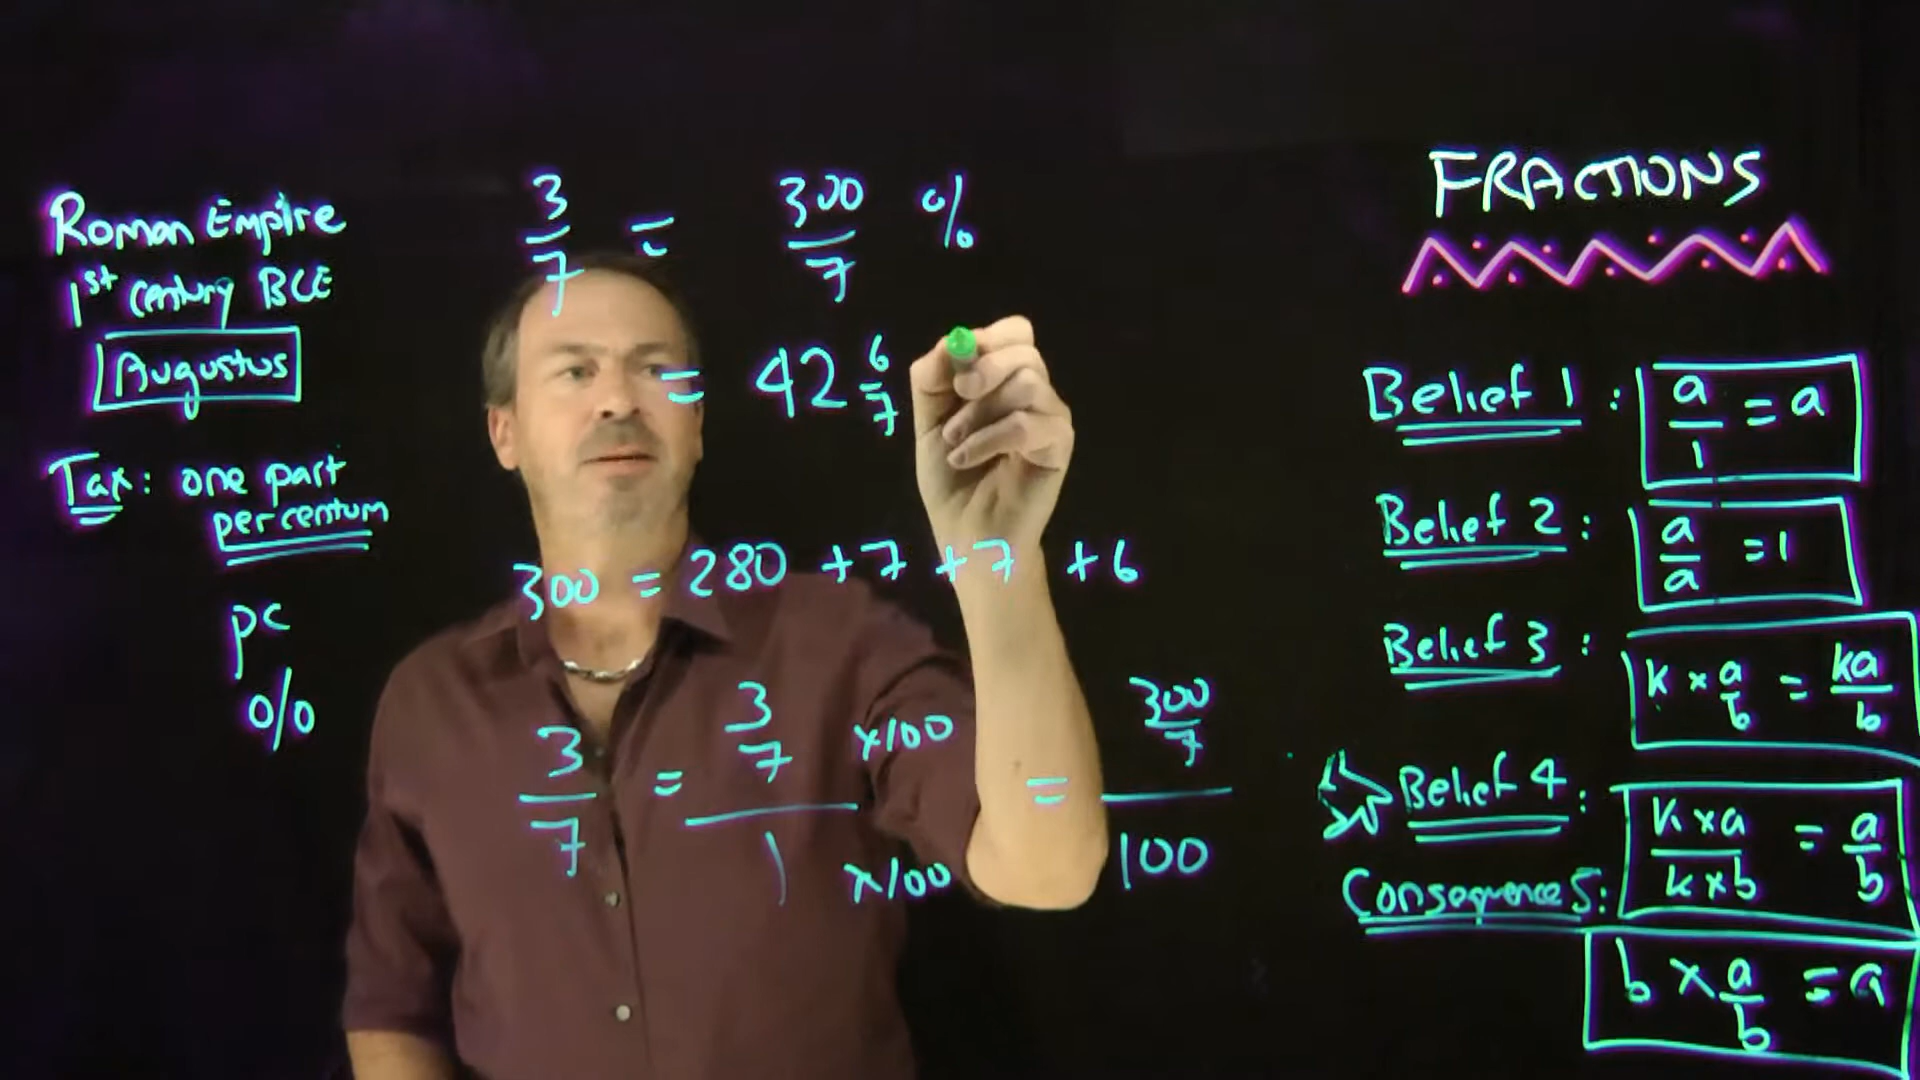 Roman Empire
1st century BCE
Augustus
Tax: one part
per centum
pc
o/o
3/7 = 300/7 %
= 42 6/7
300 = 280 + 7 + 7 + 6
3/7 = 3/7 x100 / 1 x100 = 300/7 / 100
FRACTIONS
Belief 1: a/1 = a
Belief 2: a/a = 1
Belief 3: k x a/b = ka/b
Belief 4: k x a / k x b = a/b
Consequence 5: b x a/b = a